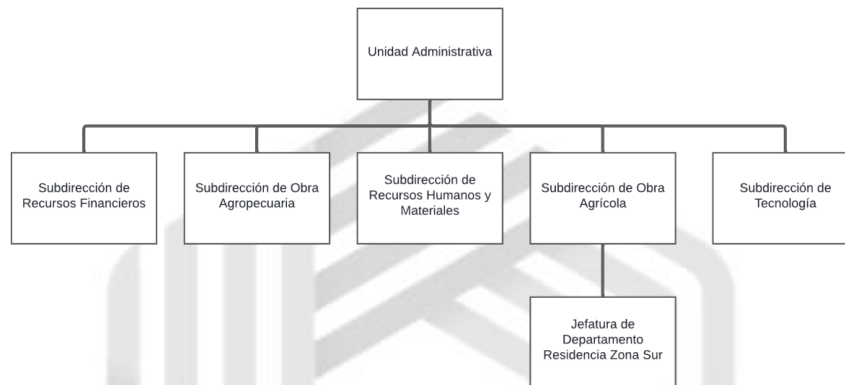 Unidad Administrativa
Subdirección de
Recursos Financieros
Subdirección de Obra
Agropecuaria
Subdirección de
Recursos Humanos y
Materiales
Subdirección de Obra
Agrícola
Subdirección de
Tecnología
Jefatura de
Departamento
Residencia Zona Sur